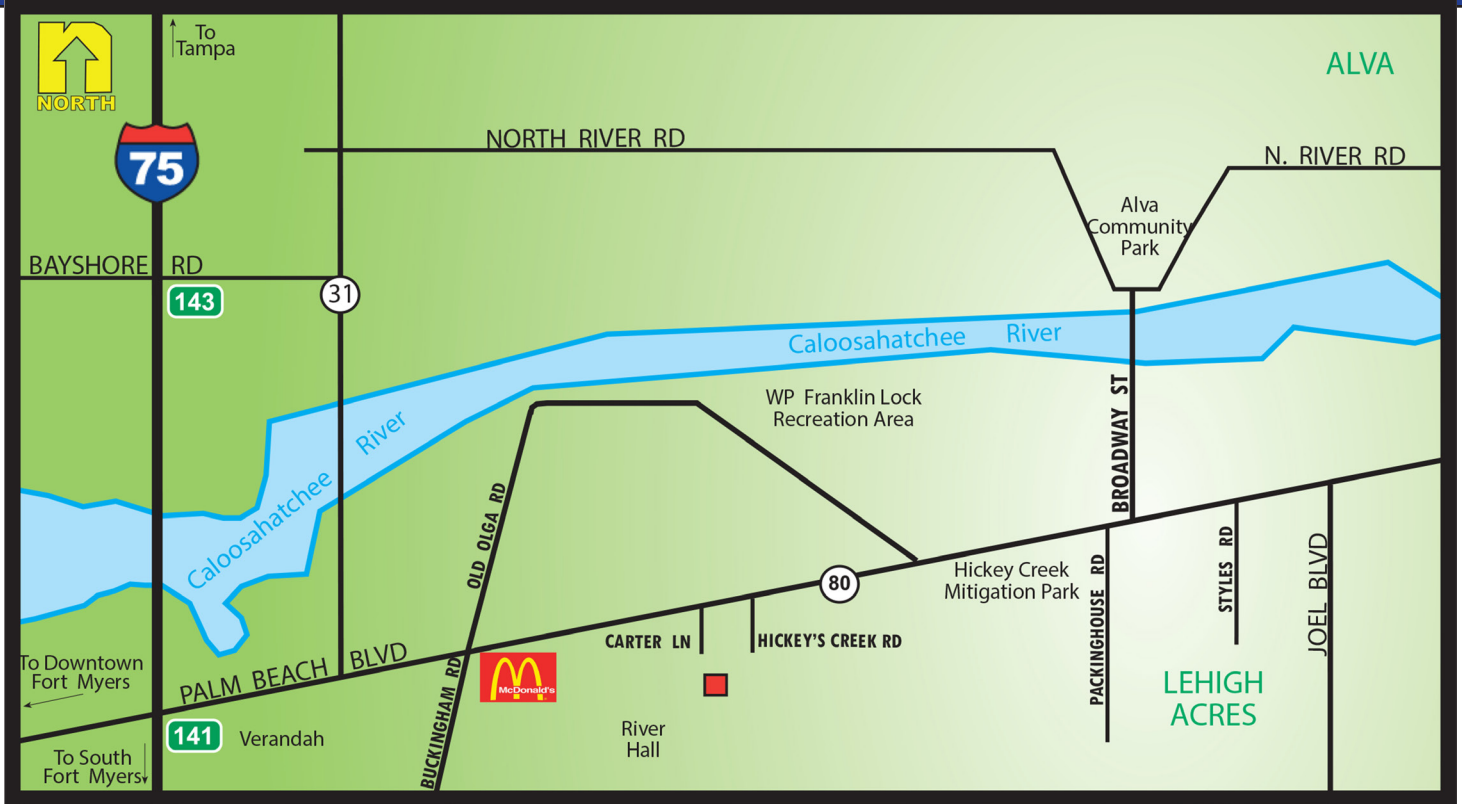 To
Tampa
ALVA
NORTH
75
NORTH RIVER RD
N. RIVER RD
Alva
Community
Park
BAYSHORE RD
143
31
Caloosahatchee River
Caloosahatchee River
WP Franklin Lock
Recreation Area
BROADWAY ST
OLD OLGA RD
80
Hickey Creek
Mitigation Park
PACKINGHOUSE RD
STYLES RD
JOEL BLVD
CARTER LN
HICKEY'S CREEK RD
To Downtown
Fort Myers
PALM BEACH BLVD
BUCKINGHAM RD
McDonald's
LEHIGH
ACRES
141
Verandah
River
Hall
To South
Fort Myers